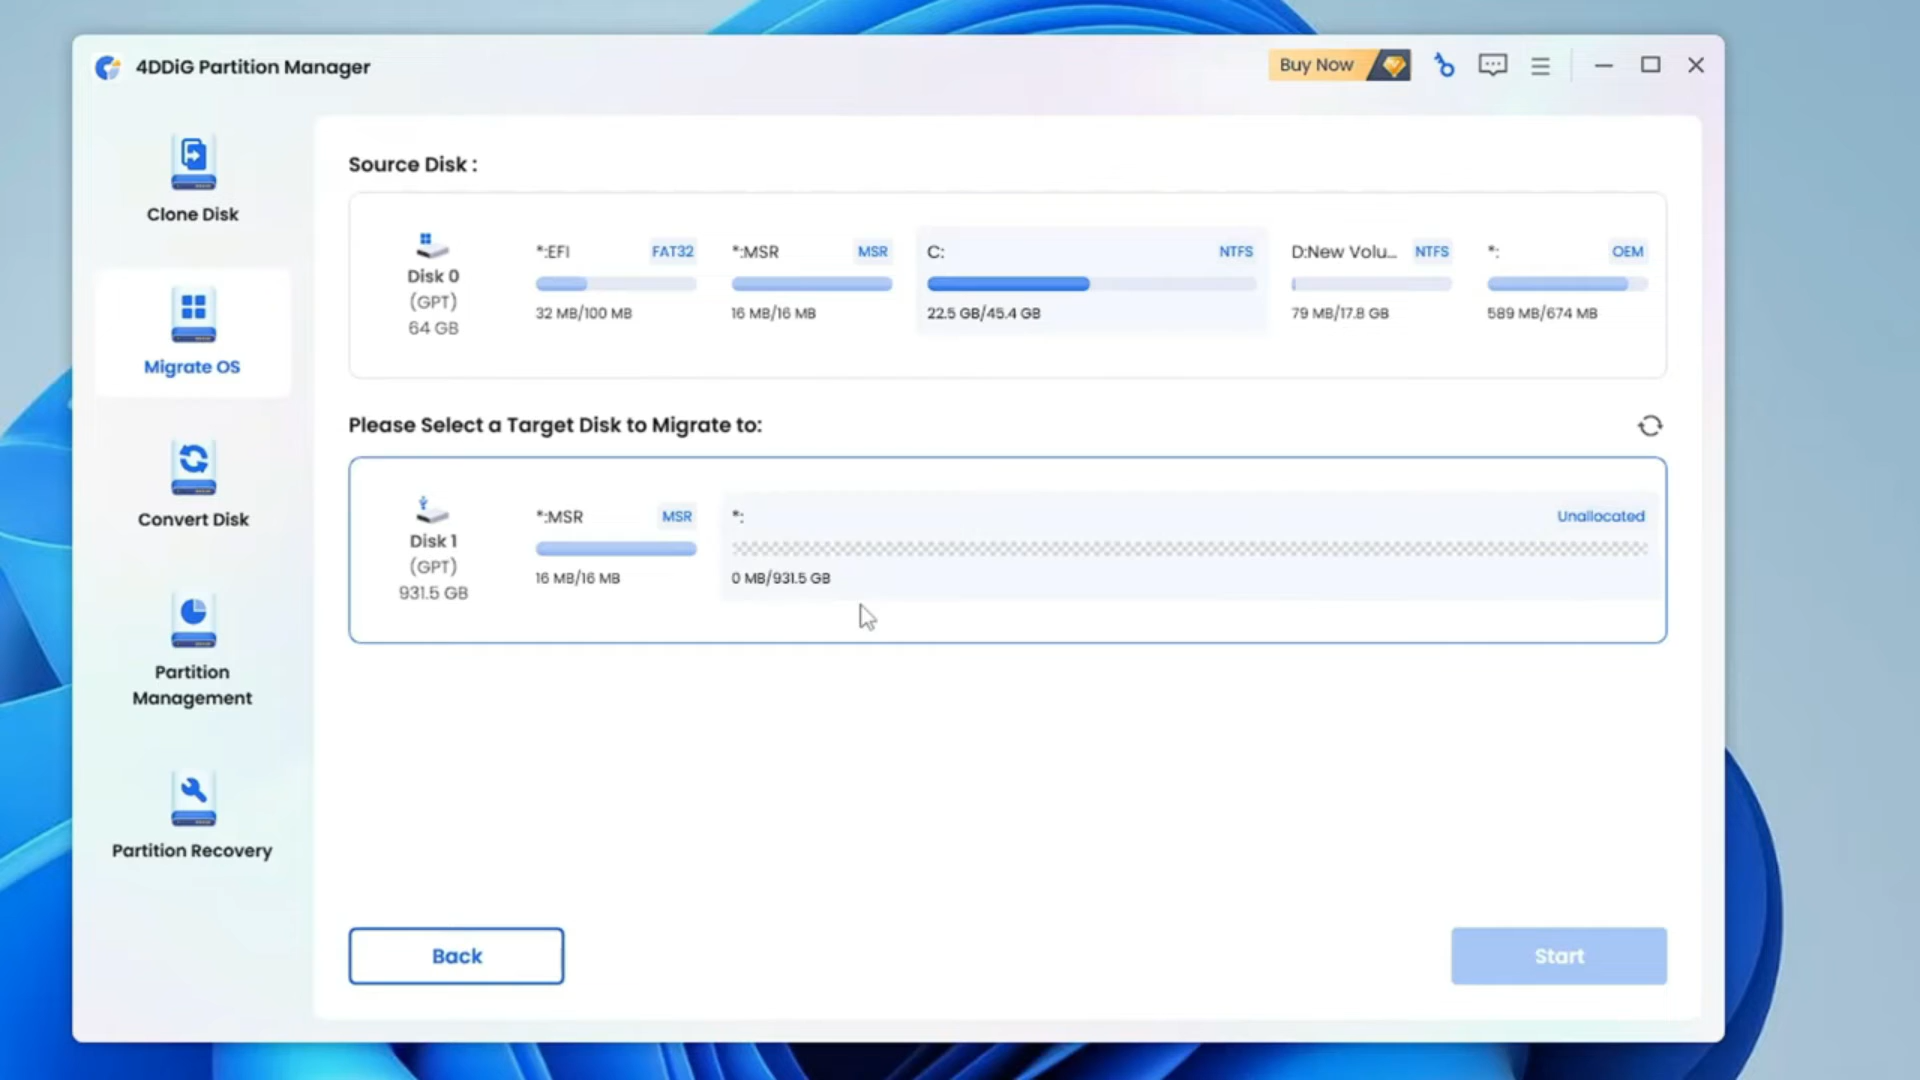 4DDiG Partition Manager
Buy Now
Clone Disk
Migrate OS
Convert Disk
Partition
Management
Partition Recovery
Source Disk :
Disk 0
(GPT)
64 GB
*:EFI FAT32
32 MB/100 MB
*:MSR MSR
16 MB/16 MB
C: NTFS
22.5 GB/45.4 GB
D:New Volu... NTFS
79 MB/17.8 GB
*: OEM
589 MB/674 MB
Please Select a Target Disk to Migrate to:
Disk 1
(GPT)
931.5 GB
*:MSR MSR
16 MB/16 MB
*: Unallocated
0 MB/931.5 GB
Back
Start